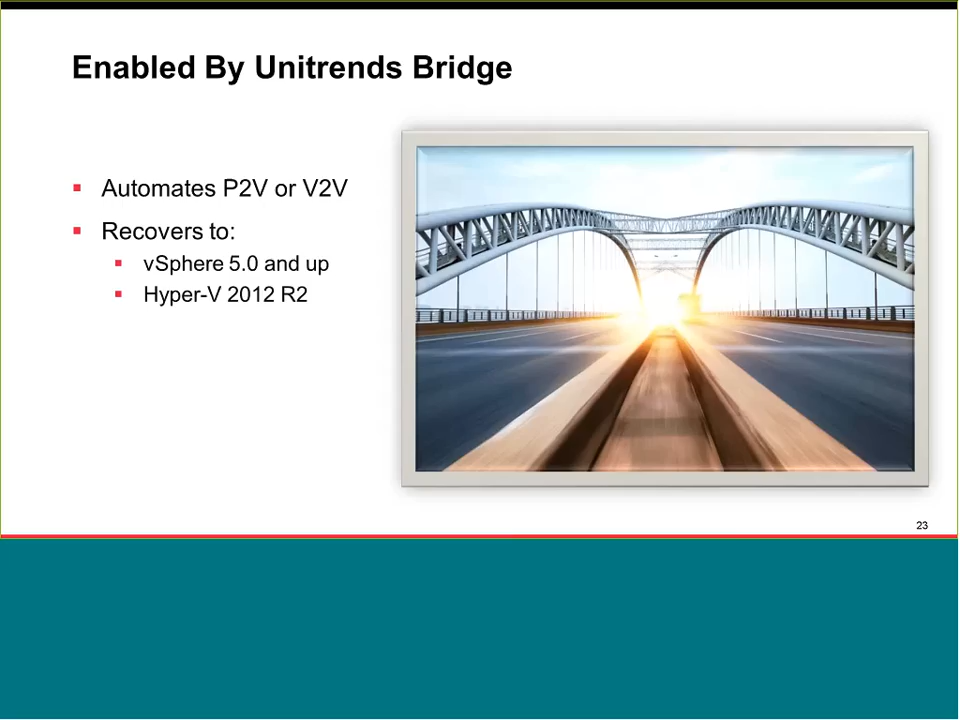 Enabled By Unitrends Bridge
Automates P2V or V2V
Recovers to:
vSphere 5.0 and up
Hyper-V 2012 R2
23